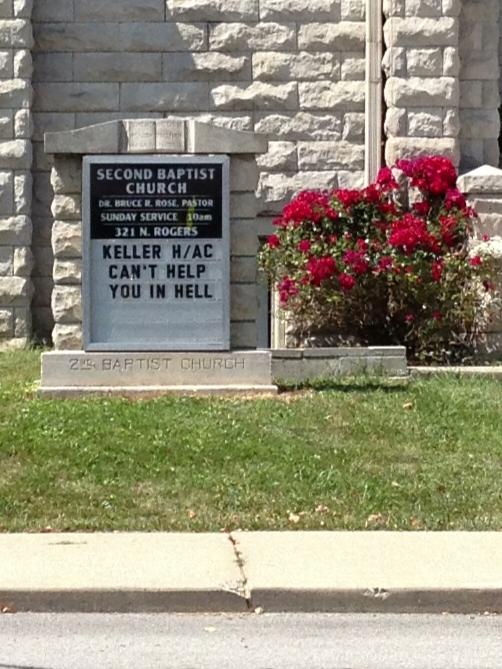 SECOND BAPTIST
CHURCH
DR. BRUCE R. ROSE, PASTOR
SUNDAY SERVICE 10am
321 N. ROGERS
KELLER H/AC
CAN'T HELP
YOU IN HELL
2ND BAPTIST CHURCH